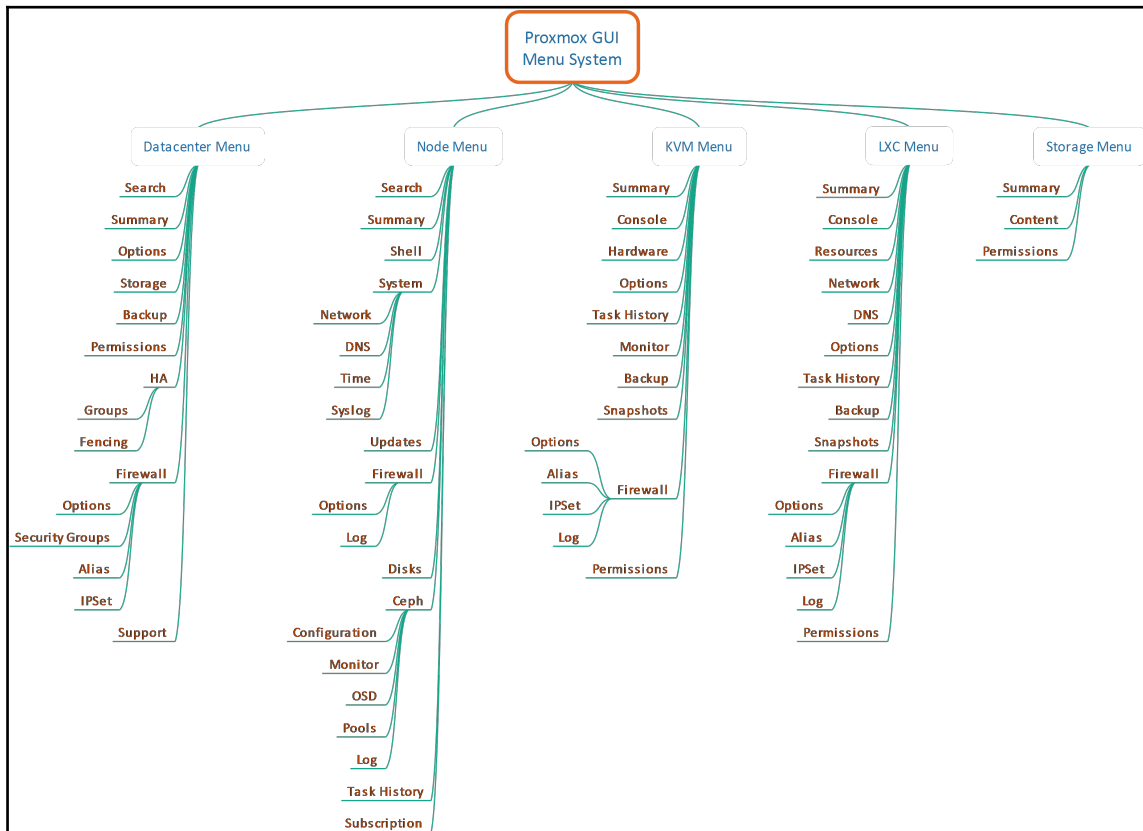 Proxmox GUI
Menu System
Datacenter Menu
Search
Summary
Options
Storage
Backup
Permissions
HA
Groups
Fencing
Firewall
Options
Security Groups
Alias
IPSet
Support
Node Menu
Search
Summary
Shell
System
Network
DNS
Time
Syslog
Updates
Firewall
Options
Log
Disks
Ceph
Configuration
Monitor
OSD
Pools
Log
Task History
Subscription
KVM Menu
Summary
Console
Hardware
Options
Task History
Monitor
Backup
Snapshots
Firewall
Options
Alias
IPSet
Log
Permissions
LXC Menu
Summary
Console
Resources
Network
DNS
Options
Task History
Backup
Snapshots
Firewall
Options
Alias
IPSet
Log
Permissions
Storage Menu
Summary
Content
Permissions